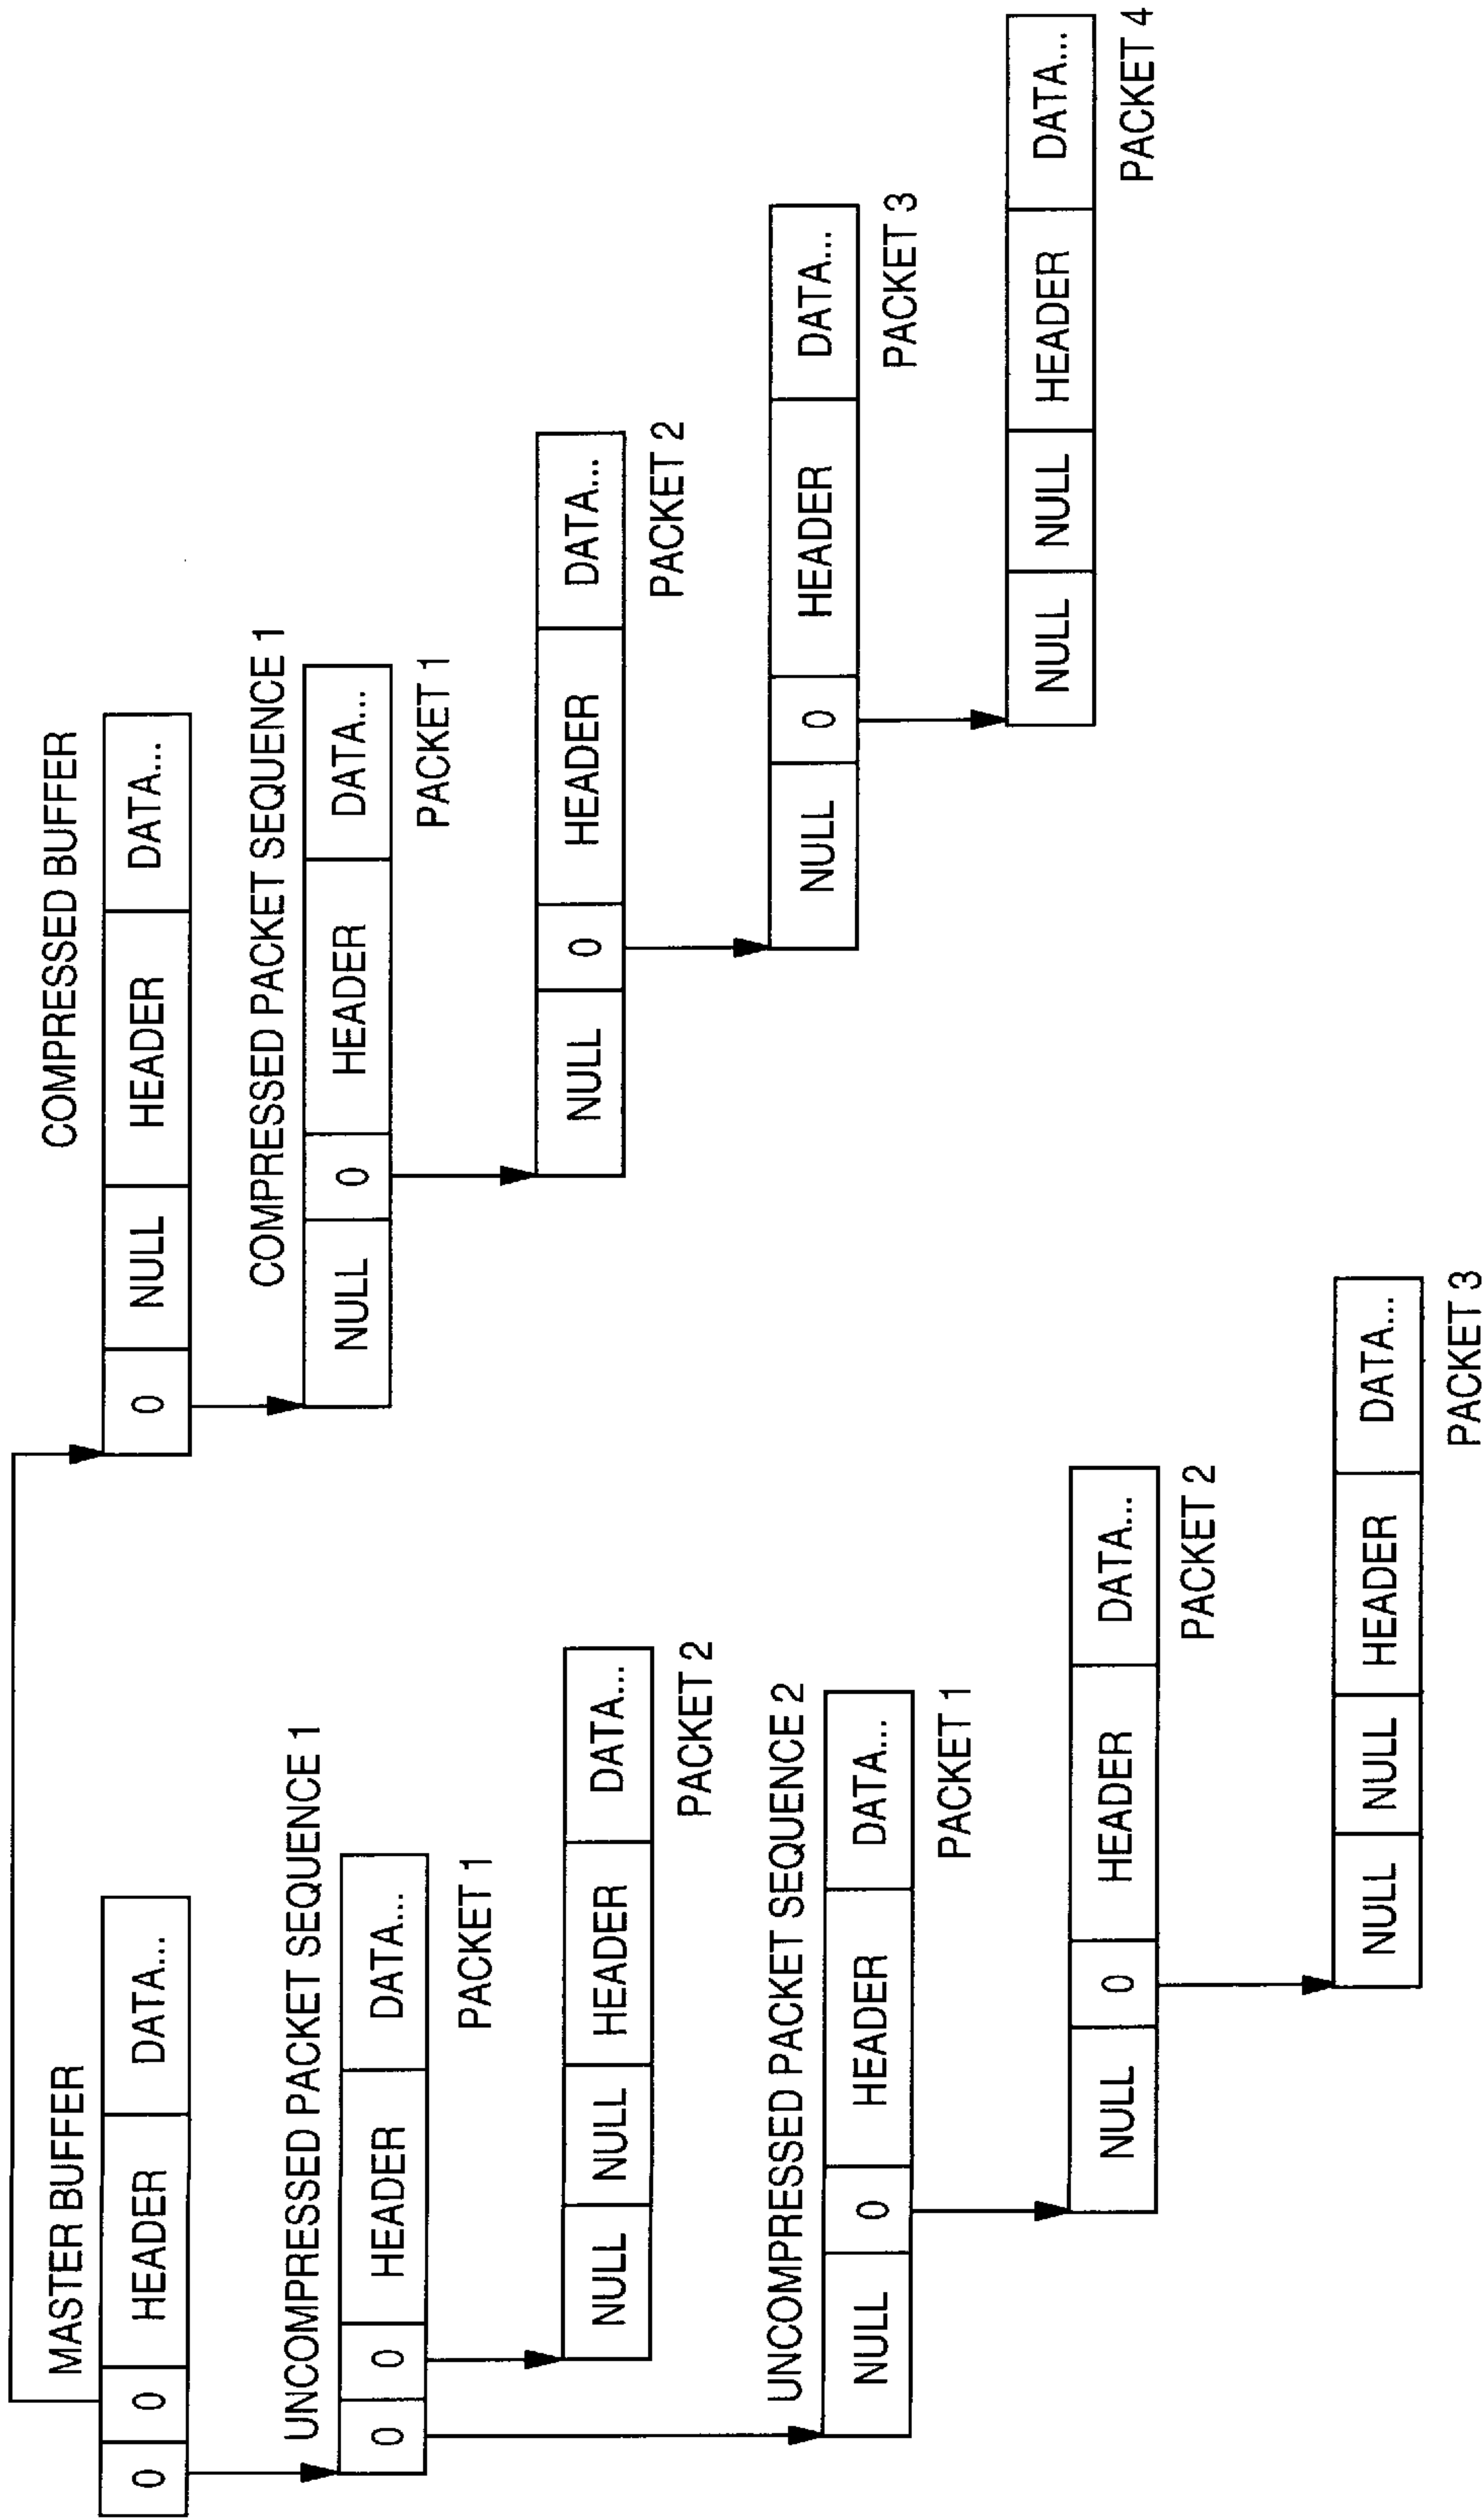 MASTER BUFFER
0 0 HEADER DATA...
UNCOMPRESSED PACKET SEQUENCE 1
0 0 HEADER DATA...
PACKET 1
NULL NULL HEADER DATA...
PACKET 2
UNCOMPRESSED PACKET SEQUENCE 2
NULL 0 HEADER DATA...
PACKET 1
NULL 0 HEADER DATA...
PACKET 2
NULL NULL HEADER DATA...
PACKET 3
COMPRESSED BUFFER
0 NULL HEADER DATA...
COMPRESSED PACKET SEQUENCE 1
NULL 0 HEADER DATA...
PACKET 1
NULL 0 HEADER DATA...
PACKET 2
NULL 0 HEADER DATA...
PACKET 3
NULL NULL HEADER DATA...
PACKET 4